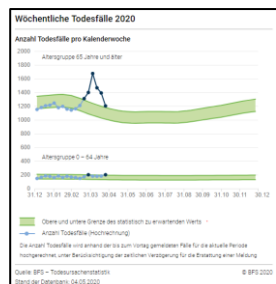 Wöchentliche Todesfälle 2020
Anzahl Todesfälle pro Kalenderwoche
2000
Altersgruppe 65 Jahre und älter
1800
1600
1400
1200
1000
800
600
400
Altersgruppe 0 – 64 Jahre
200
0
31.12 31.01 29.02 31.03 30.04 31.05 30.06 31.07 31.08 30.09 31.10 30.11 30.12
Obere und untere Grenze des statistisch zu erwartenden Werts
Anzahl Todesfälle (Hochrechnung)
Die Anzahl Todesfälle wird anhand der bis zum Vortag gemeldeten Fälle für die aktuelle Periode
hochgerechnet, unter Berücksichtigung der zeitlichen Verzögerung für die Erstattung einer Meldung.
Quelle: BFS – Todesursachenstatistik
© BFS 2020
Stand der Datenbank: 04.05.2020